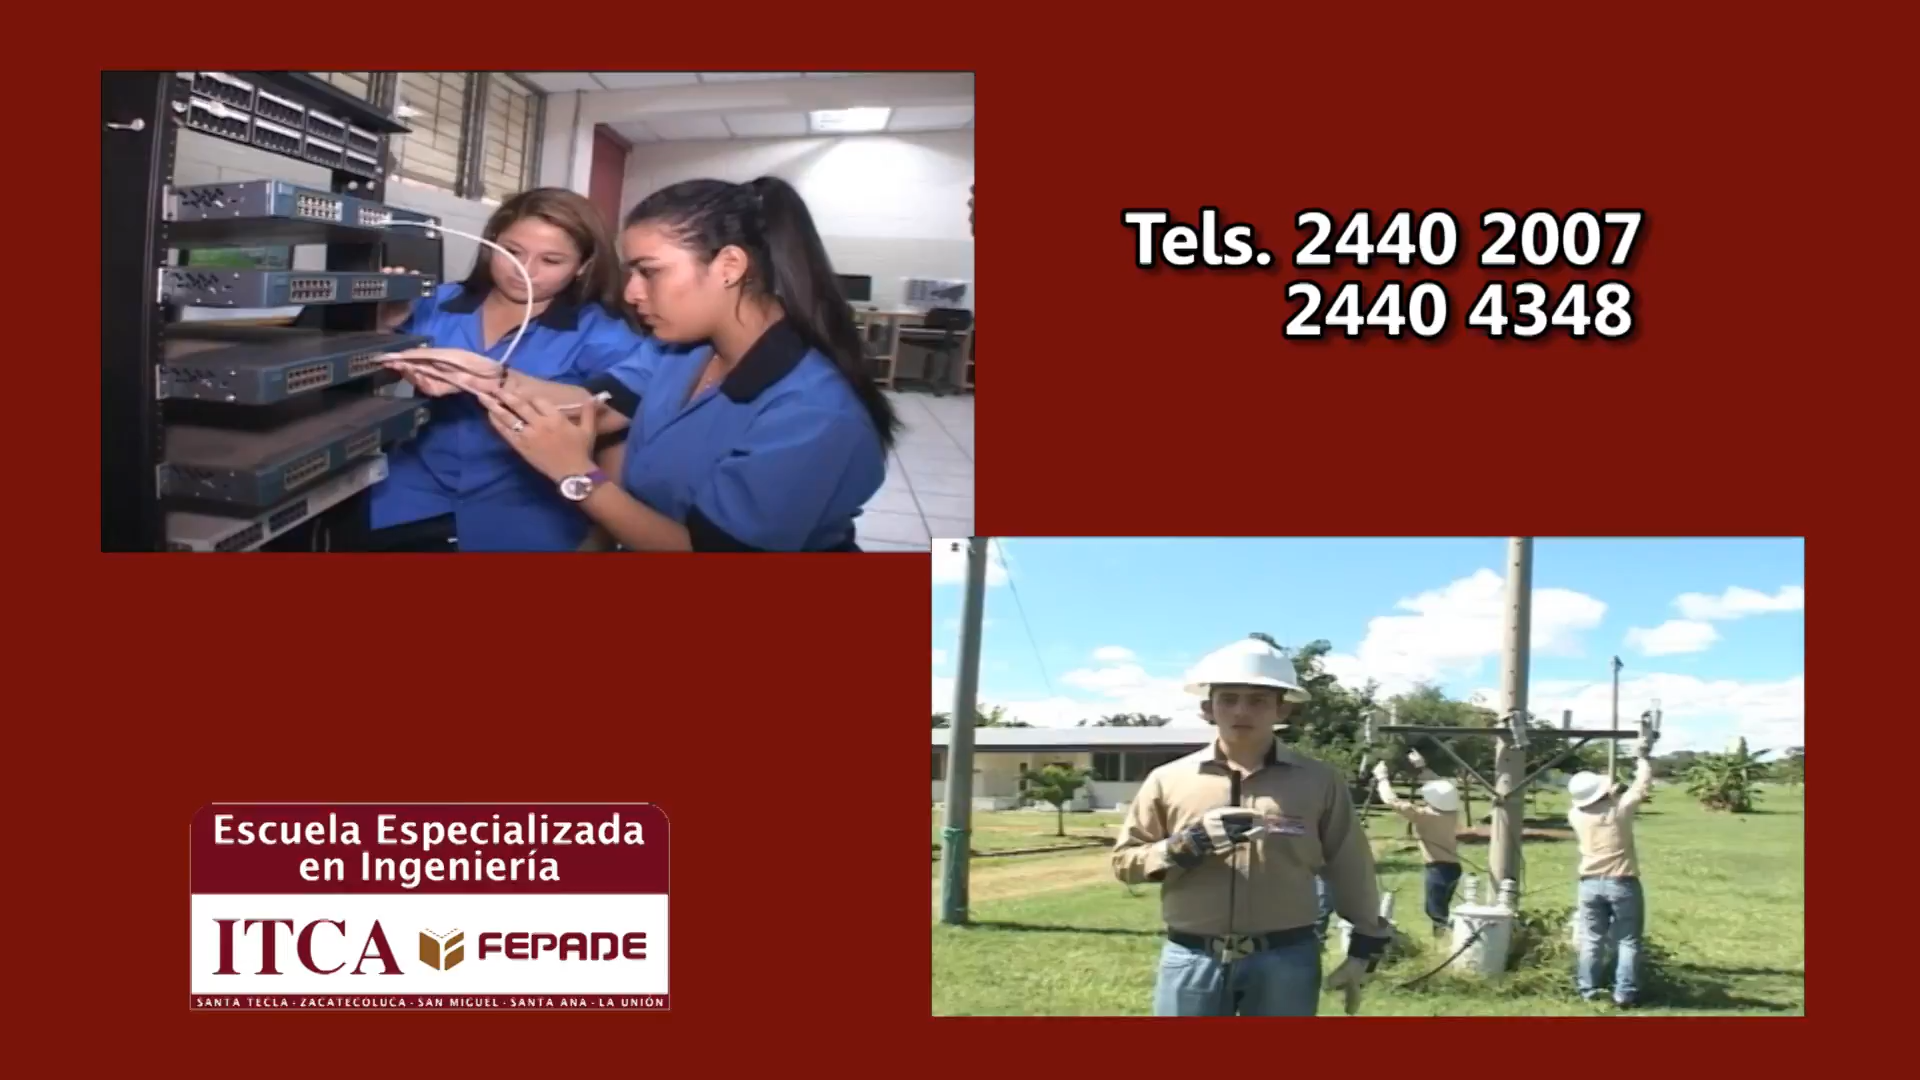 Tels. 2440 2007
2440 4348
Escuela Especializada
en Ingeniería
ITCA FEPADE
SANTA TECLA - ZACATECOLUCA - SAN MIGUEL - SANTA ANA - LA UNIÓN